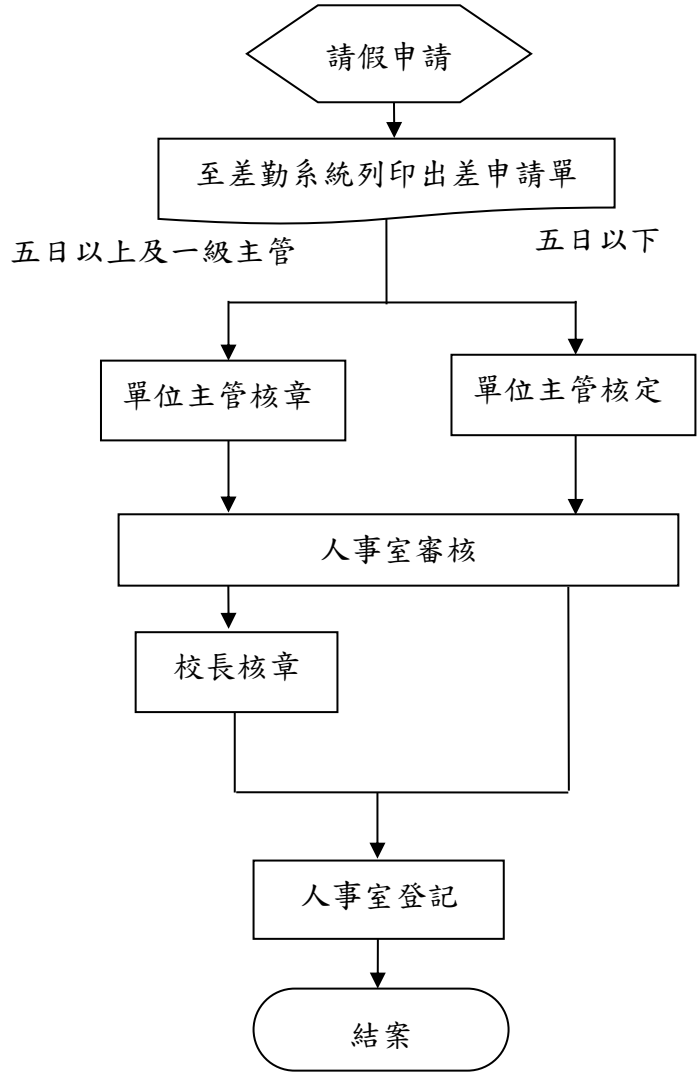 請假申請
至差勤系統列印出差申請單
五日以上及一級主管
五日以下
單位主管核章
單位主管核定
人事室審核
校長核章
人事室登記
結案